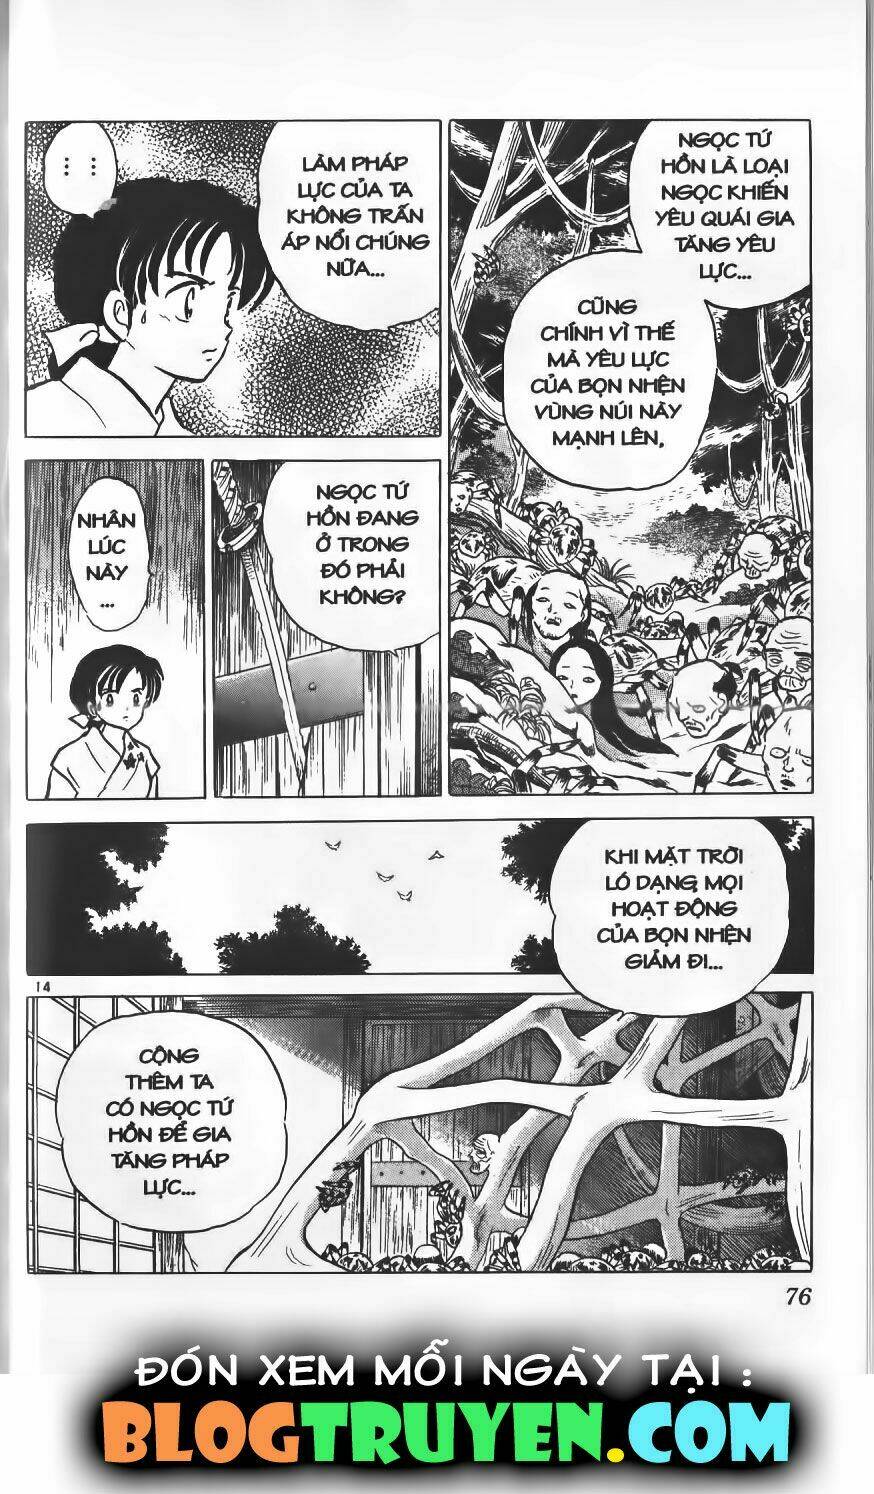 NGỌC TỨ
HỒN LÀ LOẠI
NGỌC KHIẾN
YÊU QUÁI GIA
TĂNG YÊU
LỰC...
CŨNG
CHÍNH VÌ THẾ
MÀ YÊU LỰC
CỦA BỌN NHỆN
VÙNG NÚI NÀY
MẠNH LÊN,
LÀM PHÁP
LỰC CỦA TA
KHÔNG TRẤN
ÁP NỔI CHÚNG
NỮA...
... ...
NGỌC TỨ
HỒN ĐANG
Ở TRONG
ĐÓ PHẢI
KHÔNG?
NHÂN
LÚC
NÀY
...
KHI MẶT TRỜI
LÓ DẠNG, MỌI
HOẠT ĐỘNG
CỦA BỌN NHỆN
GIẢM ĐI...
14
CỘNG
THÊM TA
CÓ NGỌC TỨ
HỒN ĐỂ GIA
TĂNG PHÁP
LỰC...
76
ĐÓN XEM MỖI NGÀY TẠI :
BLOGTRUYEN.COM